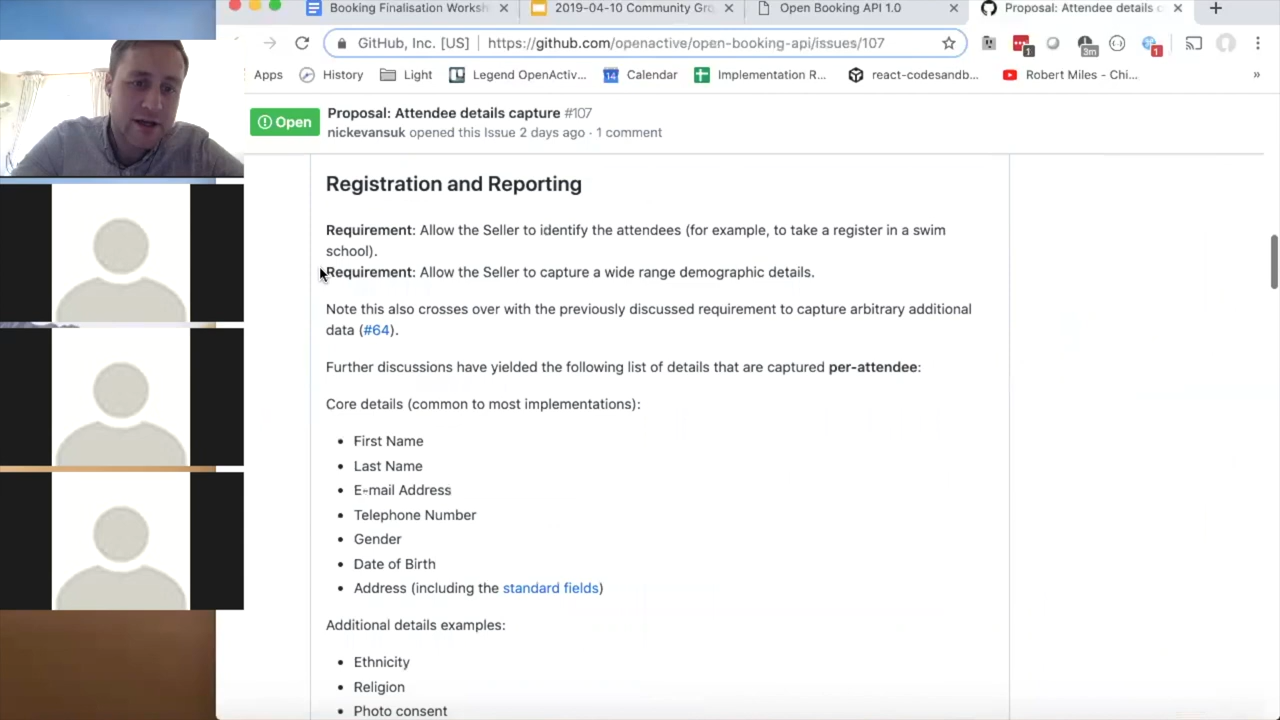 Booking Finalisation Worksh
2019-04-10 Community Gro
Open Booking API 1.0
Proposal: Attendee details c
GitHub, Inc. [US]
https://github.com/openactive/open-booking-api/issues/107
1
3m
1
Apps
History
Light
Legend OpenActiv...
14
Calendar
Implementation R...
react-codesandb...
Robert Miles - Chi...
»
Open
Proposal: Attendee details capture #107
nickevansuk opened this Issue 2 days ago · 1 comment
Registration and Reporting
Requirement: Allow the Seller to identify the attendees (for example, to take a register in a swim
school).
Requirement: Allow the Seller to capture a wide range demographic details.
Note this also crosses over with the previously discussed requirement to capture arbitrary additional
data (#64).
Further discussions have yielded the following list of details that are captured per-attendee:
Core details (common to most implementations):
• First Name
• Last Name
• E-mail Address
• Telephone Number
• Gender
• Date of Birth
• Address (including the standard fields)
Additional details examples:
• Ethnicity
• Religion
• Photo consent